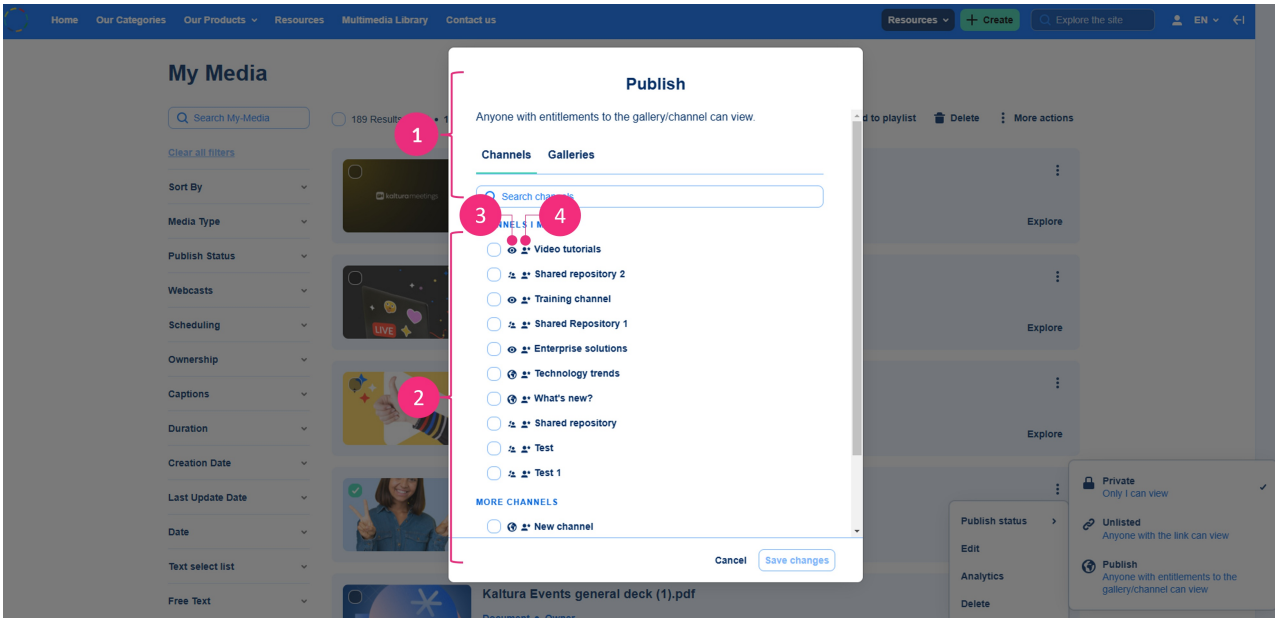 Home Our Categories Our Products Resources Multimedia Library Contact us Resources + Create Explore the site EN
My Media
Search My-Media
189 Results
d to playlist Delete More actions
Clear all filters
Sort By
Media Type
Publish Status
Webcasts
Scheduling
Ownership
Captions
Duration
Creation Date
Last Update Date
Date
Text select list
Free Text
kaltura meetings
LIVE
Explore
Explore
Explore
Publish
Anyone with entitlements to the gallery/channel can view.
Channels Galleries
Search channels
1
2
3
4
Video tutorials
Shared repository 2
Training channel
Shared Repository 1
Enterprise solutions
Technology trends
What's new?
Shared repository
Test
Test 1
MORE CHANNELS
New channel
Cancel Save changes
Publish status
Edit
Analytics
Delete
Private
Only I can view
Unlisted
Anyone with the link can view
Publish
Anyone with entitlements to the
gallery/channel can view
Kaltura Events general deck (1).pdf
Document Owner